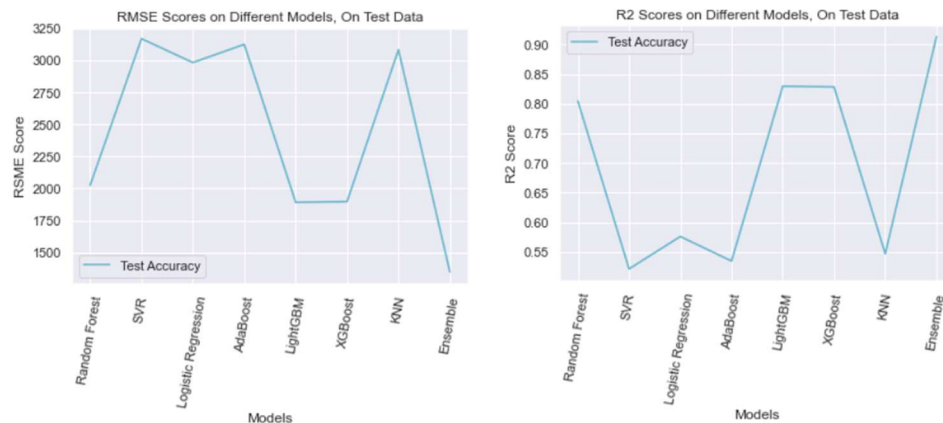 RMSE Scores on Different Models, On Test Data
3250
3000
2750
2500
2250
2000
1750
1500
RSME Score
Test Accuracy
Random Forest
SVR
Logistic Regression
AdaBoost
LightGBM
XGBoost
KNN
Ensemble
Models
R2 Scores on Different Models, On Test Data
0.90
0.85
0.80
0.75
0.70
0.65
0.60
0.55
R2 Score
Test Accuracy
Random Forest
SVR
Logistic Regression
AdaBoost
LightGBM
XGBoost
KNN
Ensemble
Models